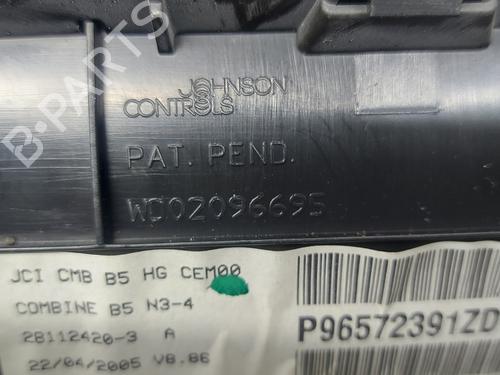 JOHNSON
CONTROLS
PAT. PEND.
WO02096695
JCI CMB B5 HG CEM00
COMBINE B5 N3-4
28112420-3 A
P96572391ZD
22/04/2005 V8.86